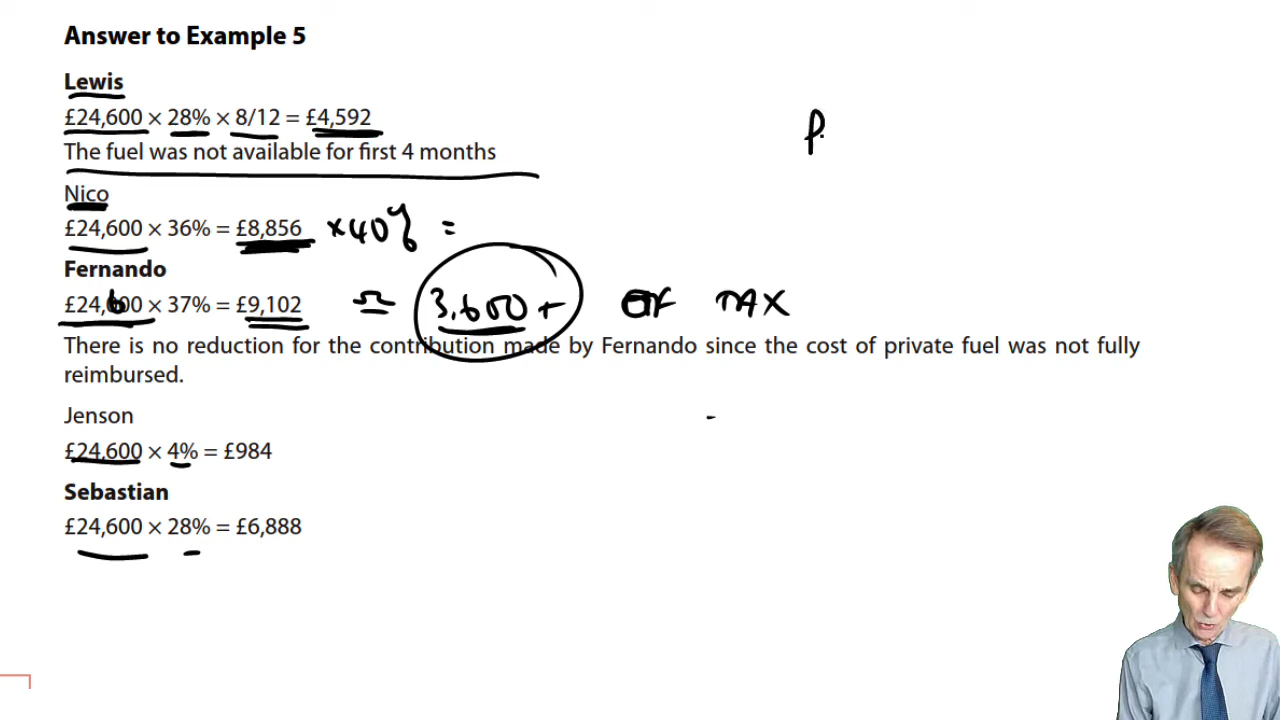 Answer to Example 5
Lewis
£24,600 × 28% × 8/12 = £4,592
The fuel was not available for first 4 months
Nico
£24,600 × 36% = £8,856 ×40% =
Fernando
£24,600 × 37% = £9,102 ≏ 3,600+ OF TAX
There is no reduction for the contribution made by Fernando since the cost of private fuel was not fully
reimbursed.
Jenson
£24,600 × 4% = £984
Sebastian
£24,600 × 28% = £6,888